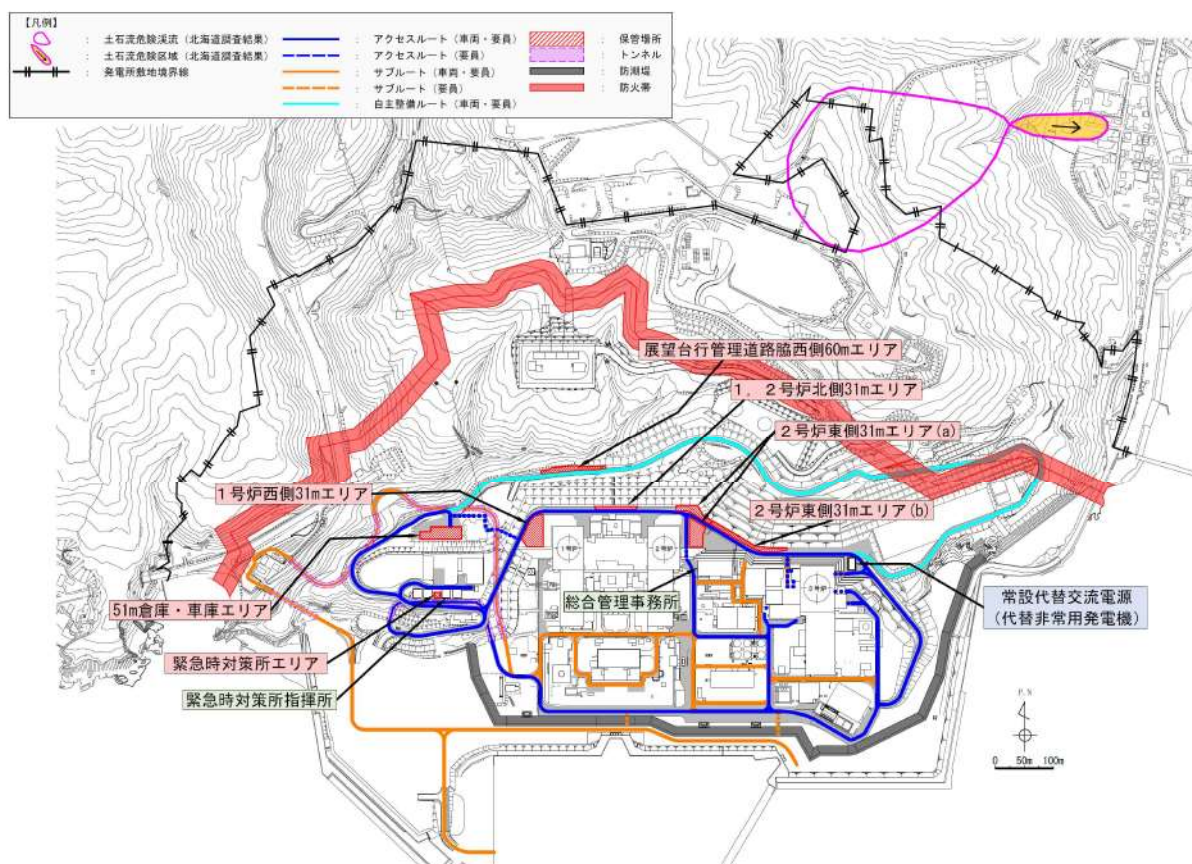 【凡例】
： 土石流危険渓流（北海道調査結果）
： 土石流危険区域（北海道調査結果）
： 発電所敷地境界線
： アクセスルート（車両・要員）
： アクセスルート（要員）
： サブルート（車両・要員）
： サブルート（要員）
： 自主整備ルート（車両・要員）
： 保管場所
： トンネル
： 防潮堤
： 防火帯
展望台行管理道路脇西側60mエリア
１，２号炉北側31mエリア
２号炉東側31mエリア(a)
１号炉西側31mエリア
２号炉東側31mエリア(b)
1号炉
2号炉
3号炉
総合管理事務所
51m倉庫・車庫エリア
常設代替交流電源
（代替非常用発電機）
緊急時対策所エリア
緊急時対策所指揮所
P.N
0 50m 100m